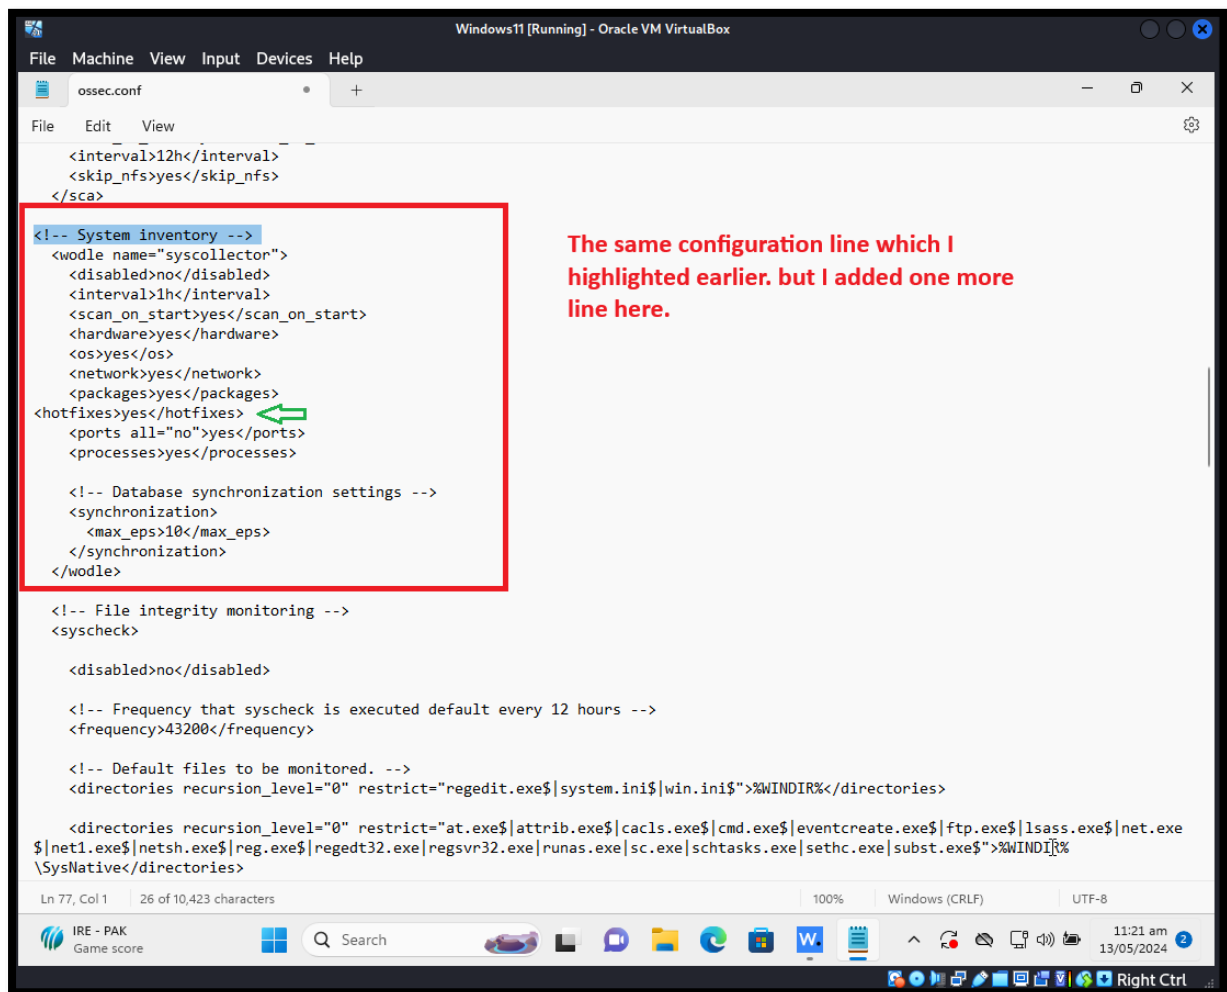 Windows11 [Running] - Oracle VM VirtualBox
File Machine View Input Devices Help
ossec.conf
File Edit View
<interval>12h</interval>
<skip_nfs>yes</skip_nfs>
</sca>
<!-- System inventory -->
<wodle name="syscollector">
<disabled>no</disabled>
<interval>1h</interval>
<scan_on_start>yes</scan_on_start>
<hardware>yes</hardware>
<os>yes</os>
<network>yes</network>
<packages>yes</packages>
<hotfixes>yes</hotfixes>
<ports all="no">yes</ports>
<processes>yes</processes>
<!-- Database synchronization settings -->
<synchronization>
<max_eps>10</max_eps>
</synchronization>
</wodle>
The same configuration line which I
highlighted earlier. but I added one more
line here.
<!-- File integrity monitoring -->
<syscheck>
<disabled>no</disabled>
<!-- Frequency that syscheck is executed default every 12 hours -->
<frequency>43200</frequency>
<!-- Default files to be monitored. -->
<directories recursion_level="0" restrict="regedit.exe$|system.ini$|win.ini$">%WINDIR%</directories>
<directories recursion_level="0" restrict="at.exe$|attrib.exe$|cacls.exe$|cmd.exe$|eventcreate.exe$|ftp.exe$|lsass.exe$|net.exe
$|net1.exe$|netsh.exe$|reg.exe$|regedt32.exe|regsvr32.exe|runas.exe|sc.exe|schtasks.exe|sethc.exe|subst.exe$">%WINDIR%
\SysNative</directories>
Ln 77, Col 1 26 of 10,423 characters 100% Windows (CRLF) UTF-8
IRE - PAK
Game score
Search
W.
11:21 am
13/05/2024
2
Right Ctrl